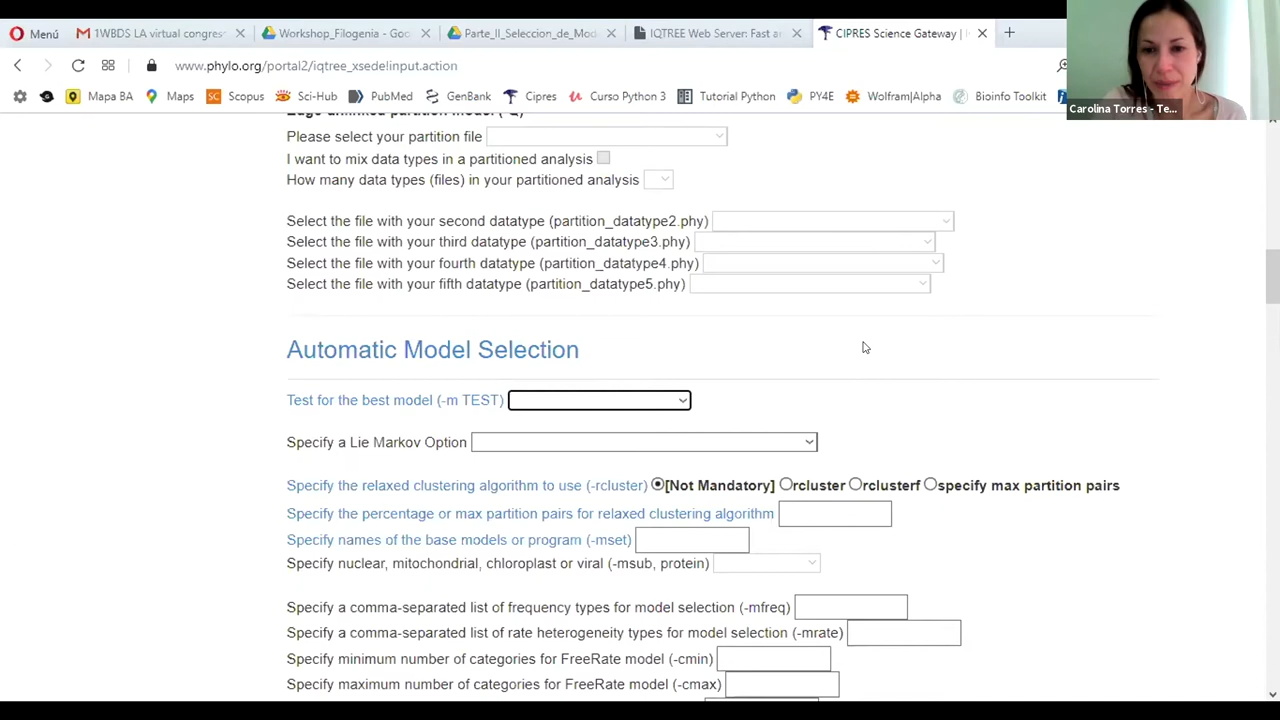 Menú
1WBDS LA virtual congres
Workshop_Filogenia - Goo
Parte_II_Seleccion_de_Mod
IQTREE Web Server: Fast an
CIPRES Science Gateway |
www.phylo.org/portal2/iqtree_xsedelinput.action
Mapa BA
Maps
SC Scopus
Sci-Hub
PubMed
GenBank
Cipres
Curso Python 3
Tutorial Python
PY4E
Wolfram|Alpha
Bioinfo Toolkit
Carolina Torres - Te...
Edge-unlinked partition model (-Q)
Please select your partition file
I want to mix data types in a partitioned analysis
How many data types (files) in your partitioned analysis
Select the file with your second datatype (partition_datatype2.phy)
Select the file with your third datatype (partition_datatype3.phy)
Select the file with your fourth datatype (partition_datatype4.phy)
Select the file with your fifth datatype (partition_datatype5.phy)
Automatic Model Selection
Test for the best model (-m TEST)
Specify a Lie Markov Option
Specify the relaxed clustering algorithm to use (-rcluster) [Not Mandatory] rcluster rclusterf specify max partition pairs
Specify the percentage or max partition pairs for relaxed clustering algorithm
Specify names of the base models or program (-mset)
Specify nuclear, mitochondrial, chloroplast or viral (-msub, protein)
Specify a comma-separated list of frequency types for model selection (-mfreq)
Specify a comma-separated list of rate heterogeneity types for model selection (-mrate)
Specify minimum number of categories for FreeRate model (-cmin)
Specify maximum number of categories for FreeRate model (-cmax)